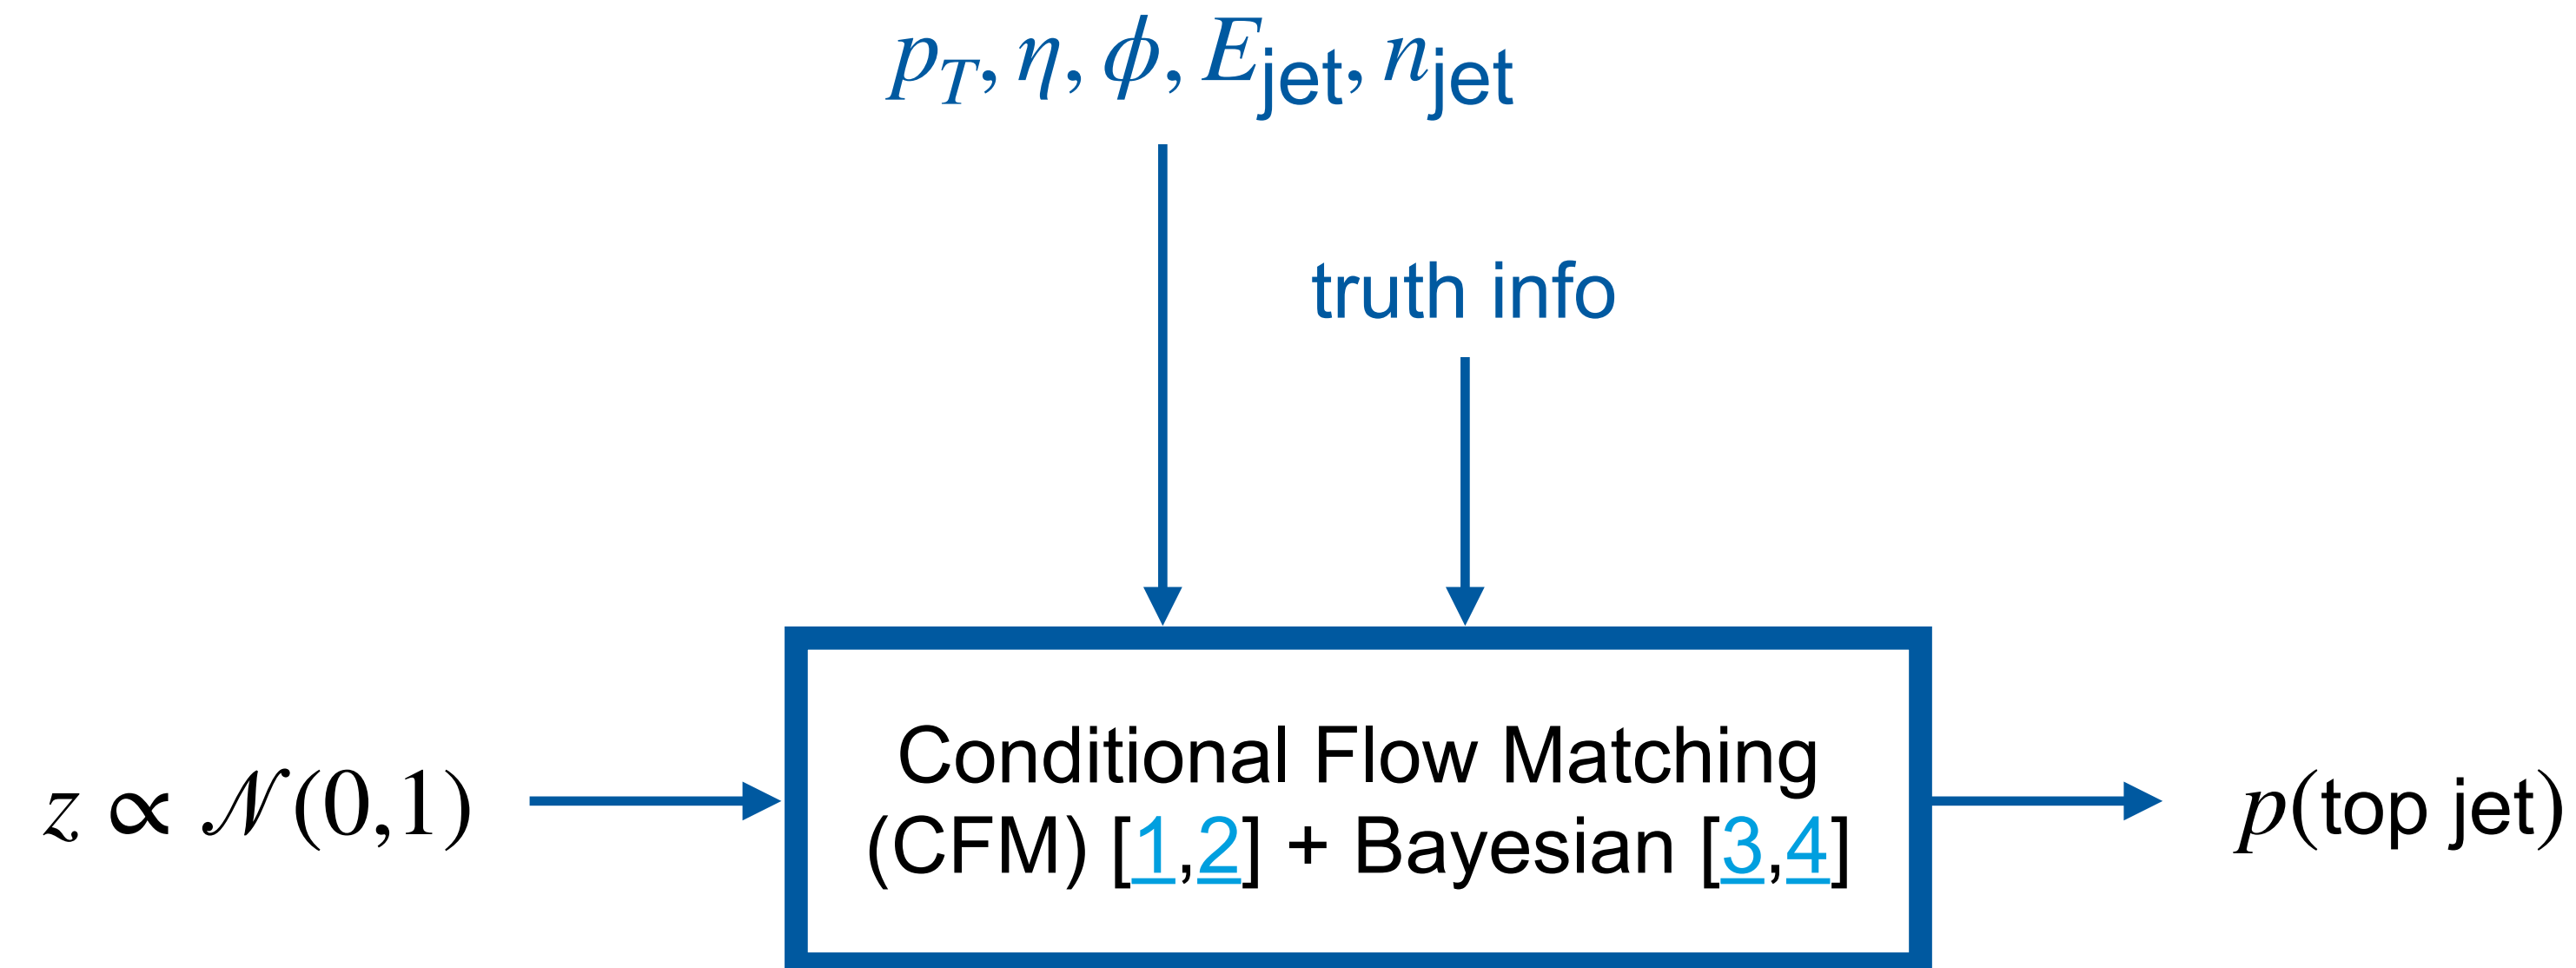 p_T, η, ϕ, E_jet, n_jet
truth info
Conditional Flow Matching
(CFM) [1,2] + Bayesian [3,4]
z ∝ 𝒩(0,1)
p(top jet)